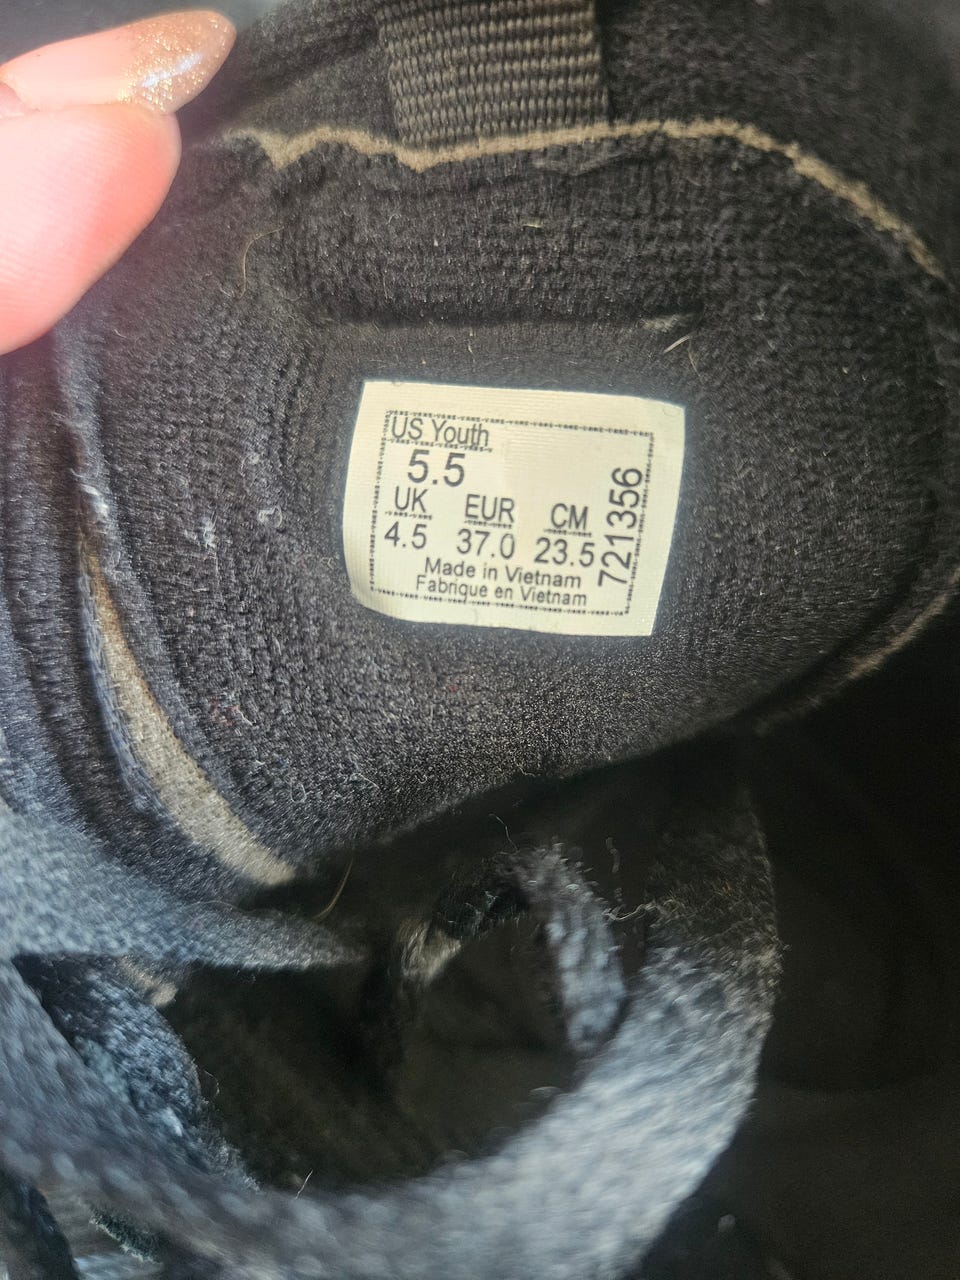 US Youth
5.5
UK EUR CM
4.5 37.0 23.5
Made in Vietnam
Fabrique en Vietnam
721356